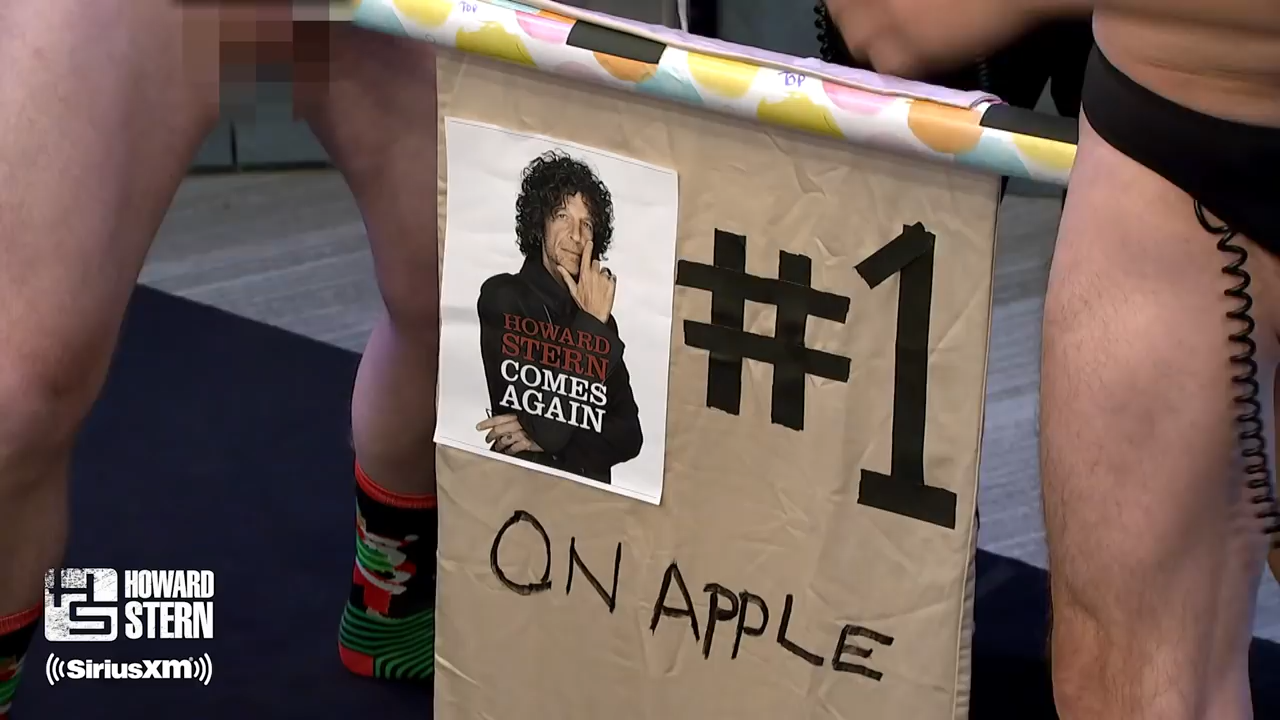 TOP
TOP
HOWARD
STERN
COMES
AGAIN
#1
ON APPLE
HOWARD
STERN
SiriusXM